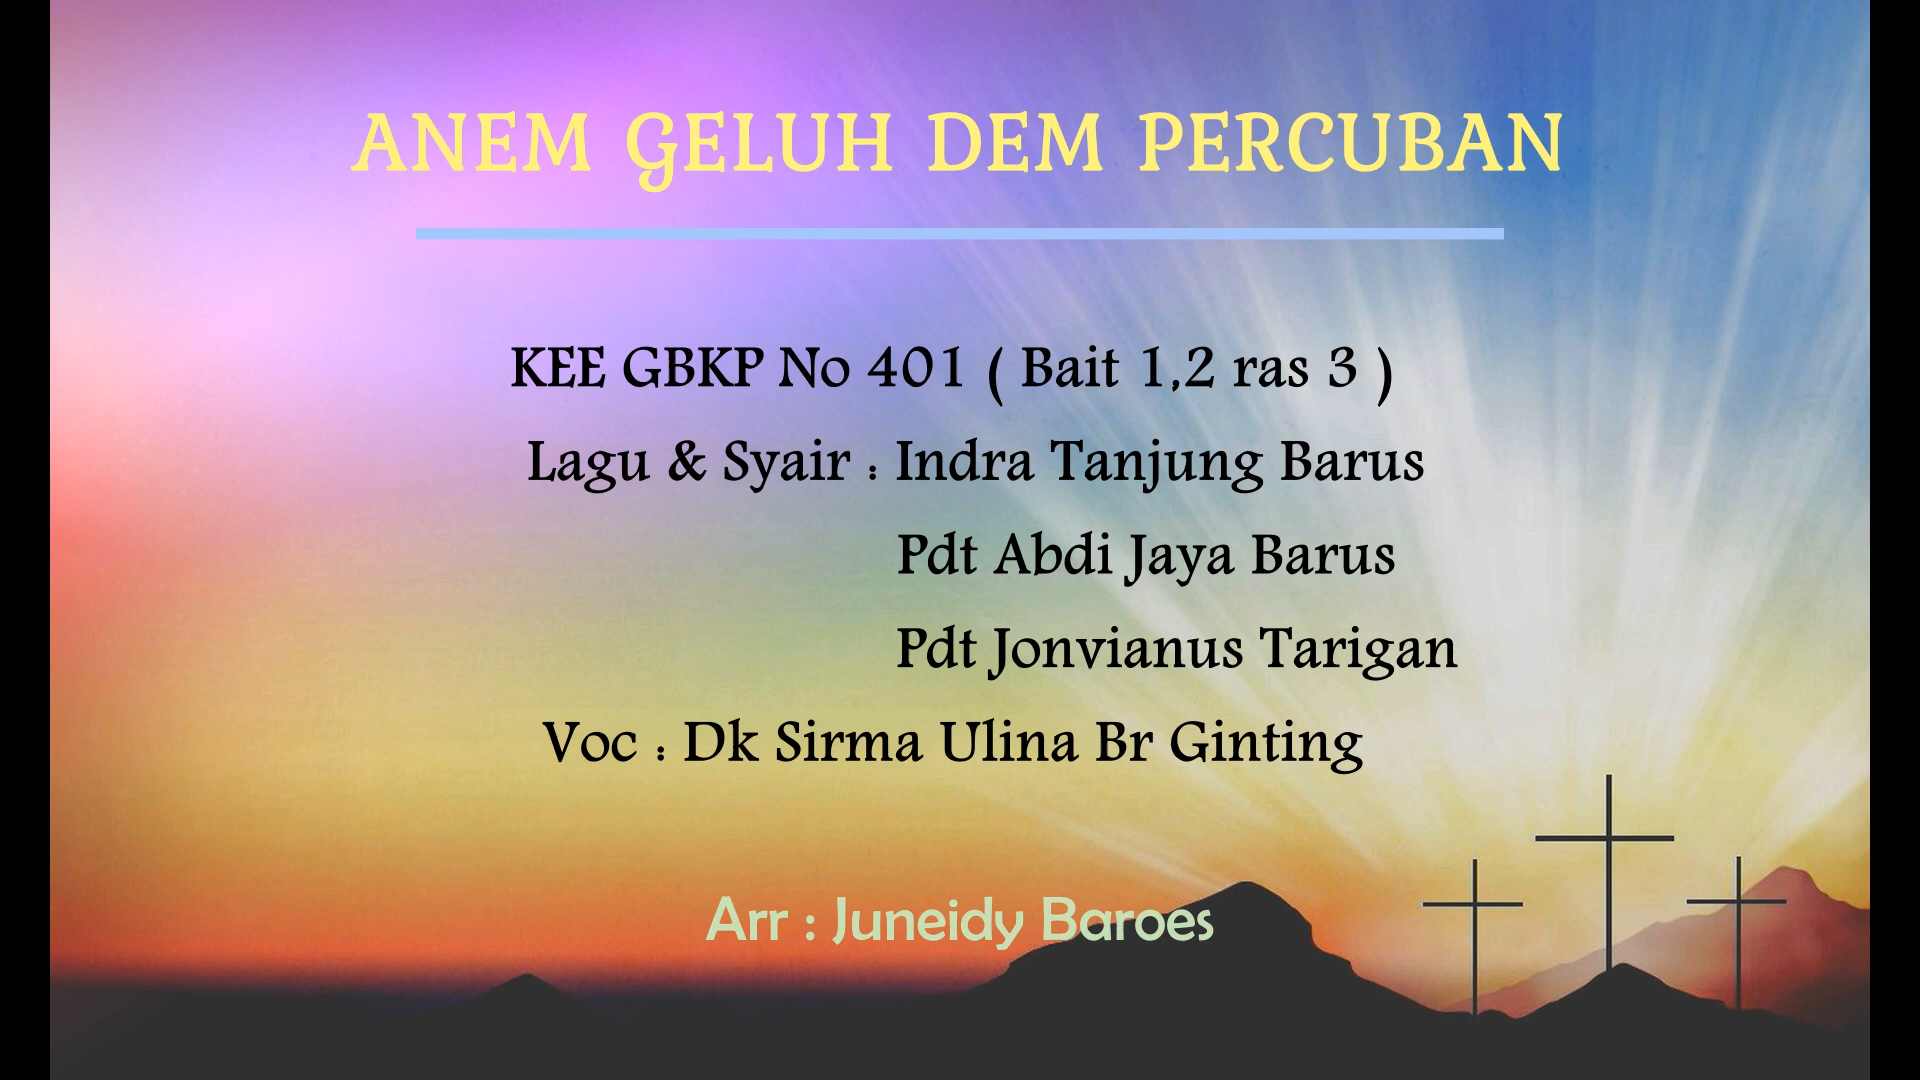 ANEM GELUH DEM PERCUBAN
KEE GBKP No 401 ( Bait 1,2 ras 3 )
Lagu & Syair : Indra Tanjung Barus
Pdt Abdi Jaya Barus
Pdt Jonvianus Tarigan
Voc : Dk Sirma Ulina Br Ginting
Arr : Juneidy Baroes